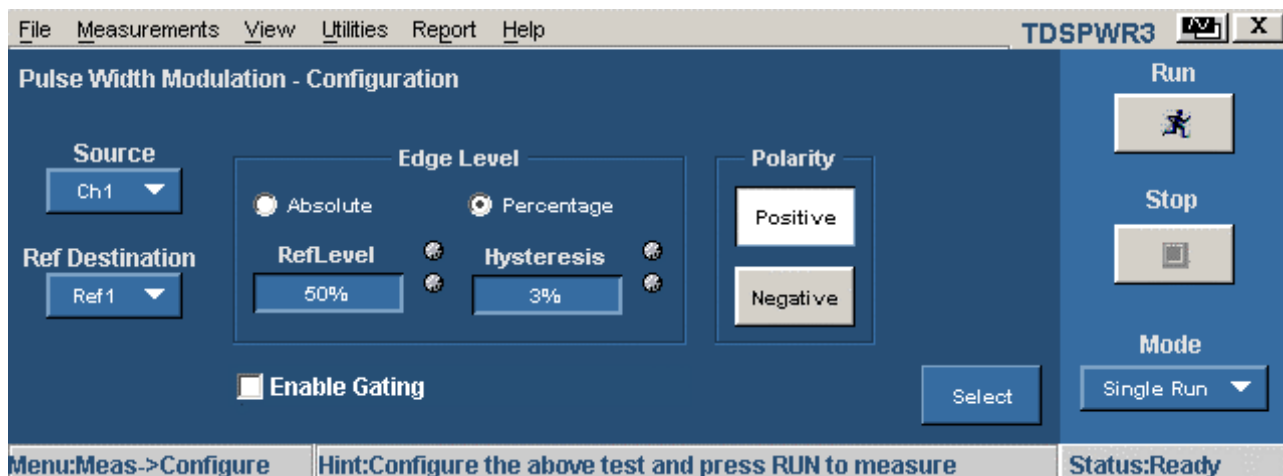 File Measurements View Utilities Report Help TDSPWR3 X
Pulse Width Modulation - Configuration
Source
Ch1
Ref Destination
Ref1
Edge Level
Absolute
Percentage
RefLevel
50%
Hysteresis
3%
Polarity
Positive
Negative
Enable Gating
Select
Run
Stop
Mode
Single Run
Menu:Meas->Configure
Hint:Configure the above test and press RUN to measure
Status:Ready